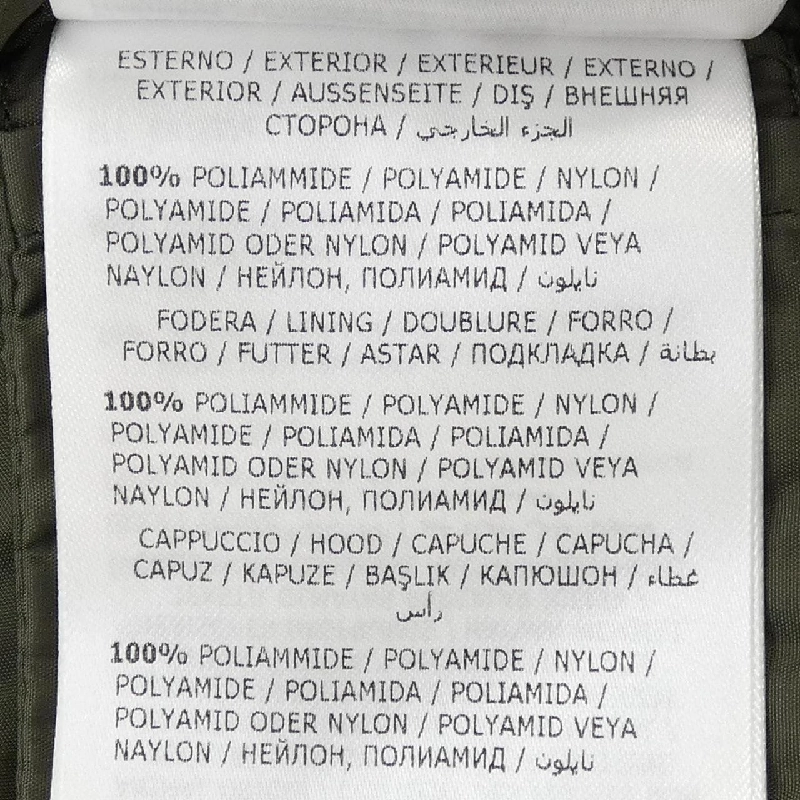 ESTERNO / EXTERIOR / EXTERIEUR / EXTERNO /
EXTERIOR / AUSSENSEITE / DIŞ / ВНЕШНЯЯ
СТОРОНА / الجزء الخارجي
100% POLIAMMIDE / POLYAMIDE / NYLON /
POLYAMIDE / POLIAMIDA / POLIAMIDA /
POLYAMID ODER NYLON / POLYAMID VEYA
NAYLON / НЕЙЛОН, ПОЛИАМИД / نايلون
FODERA / LINING / DOUBLURE / FORRO /
FORRO / FUTTER / ASTAR / ПОДКЛАДКА / بطانة
100% POLIAMMIDE / POLYAMIDE / NYLON /
POLYAMIDE / POLIAMIDA / POLIAMIDA /
POLYAMID ODER NYLON / POLYAMID VEYA
NAYLON / НЕЙЛОН, ПОЛИАМИД / نايلون
CAPPUCCIO / HOOD / CAPUCHE / CAPUCHA /
CAPUZ / KAPUZE / BAŞLIK / КАПЮШОН / غطاء
رأس
100% POLIAMMIDE / POLYAMIDE / NYLON /
POLYAMIDE / POLIAMIDA / POLIAMIDA /
POLYAMID ODER NYLON / POLYAMID VEYA
NAYLON / НЕЙЛОН, ПОЛИАМИД / نايلون